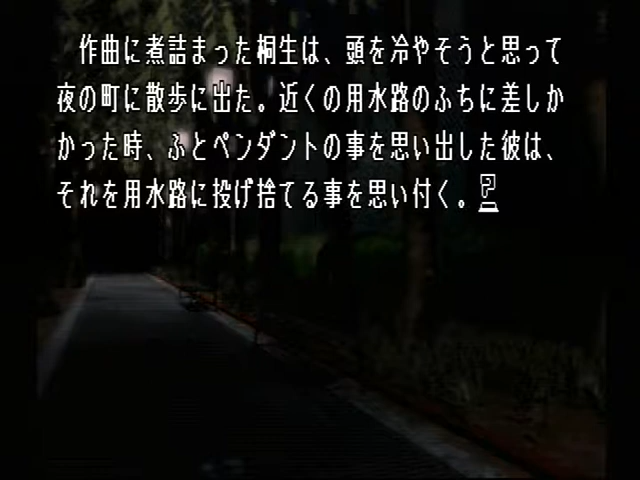 作曲に煮詰まった桐生は、頭を冷やそうと思って
夜の町に散歩に出た。近くの用水路のふちに差しか
かった時、ふとペンダントの事を思い出した彼は、
それを用水路に投げ捨てる事を思い付く。